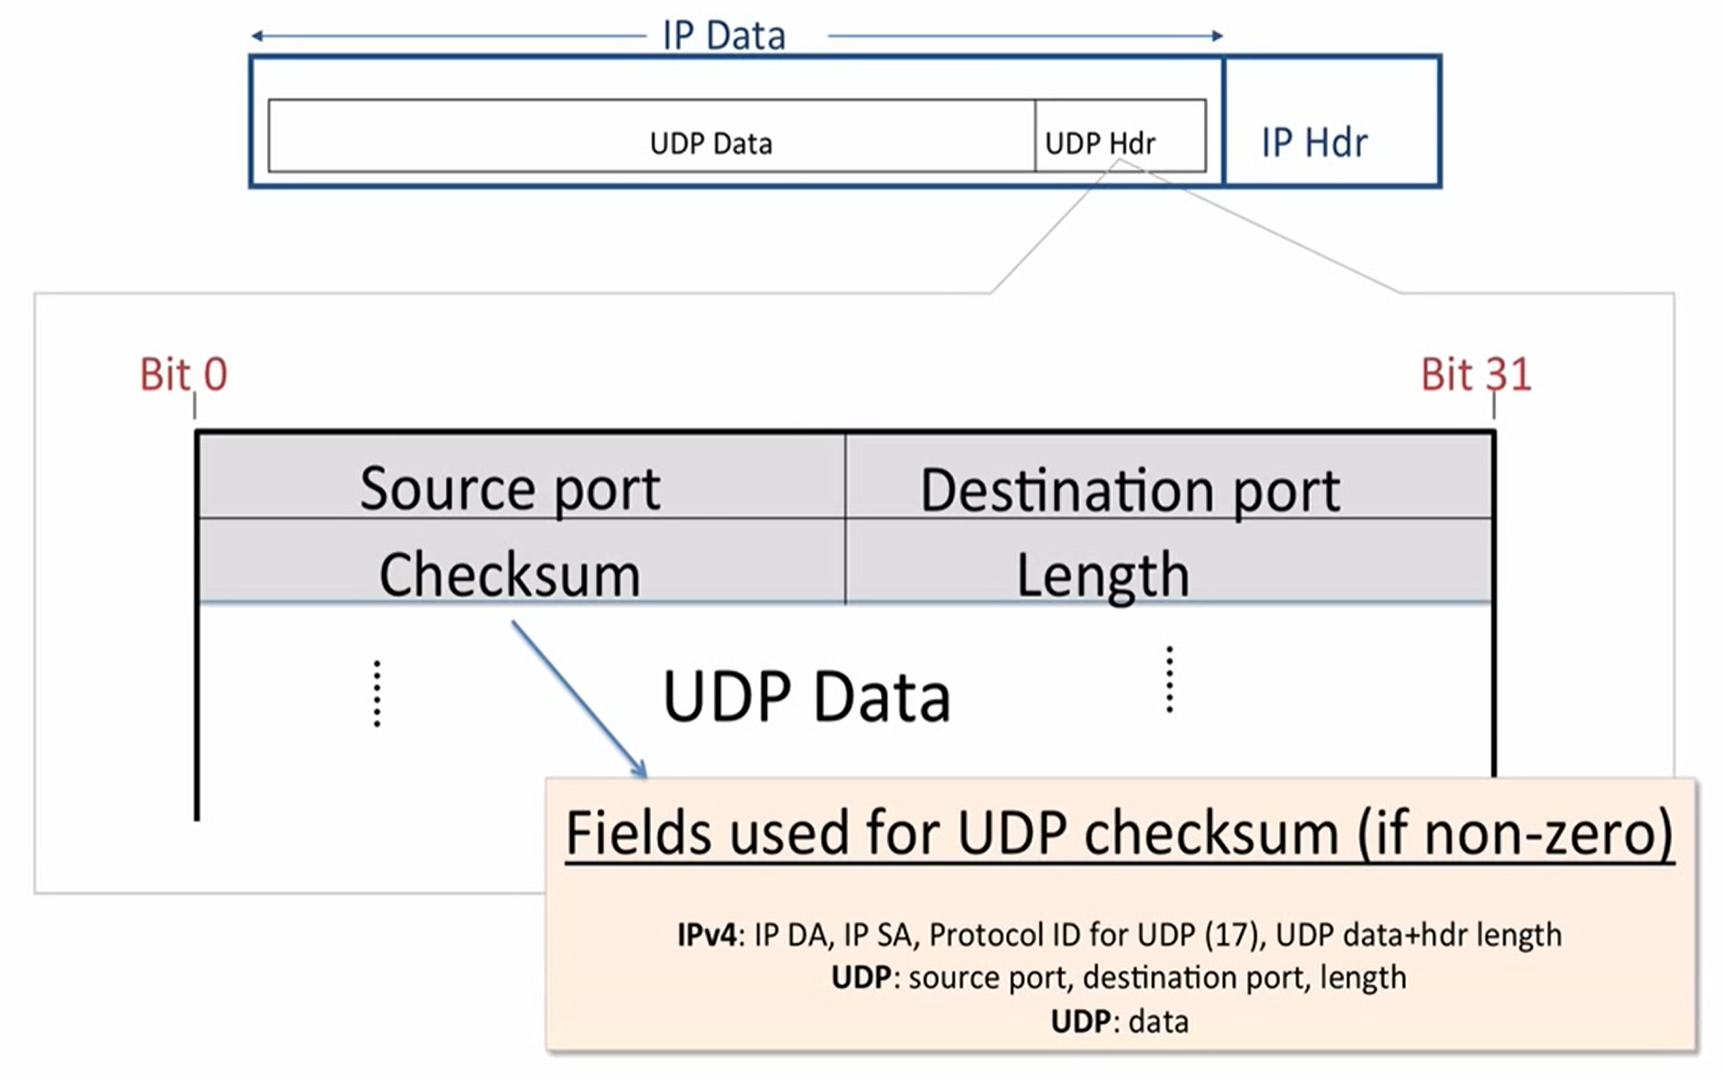 IP Data
UDP Data
UDP Hdr
IP Hdr
Bit 0
Bit 31
Source port
Destination port
Checksum
Length
UDP Data
Fields used for UDP checksum (if non-zero)
IPv4: IP DA, IP SA, Protocol ID for UDP (17), UDP data+hdr length
UDP: source port, destination port, length
UDP: data